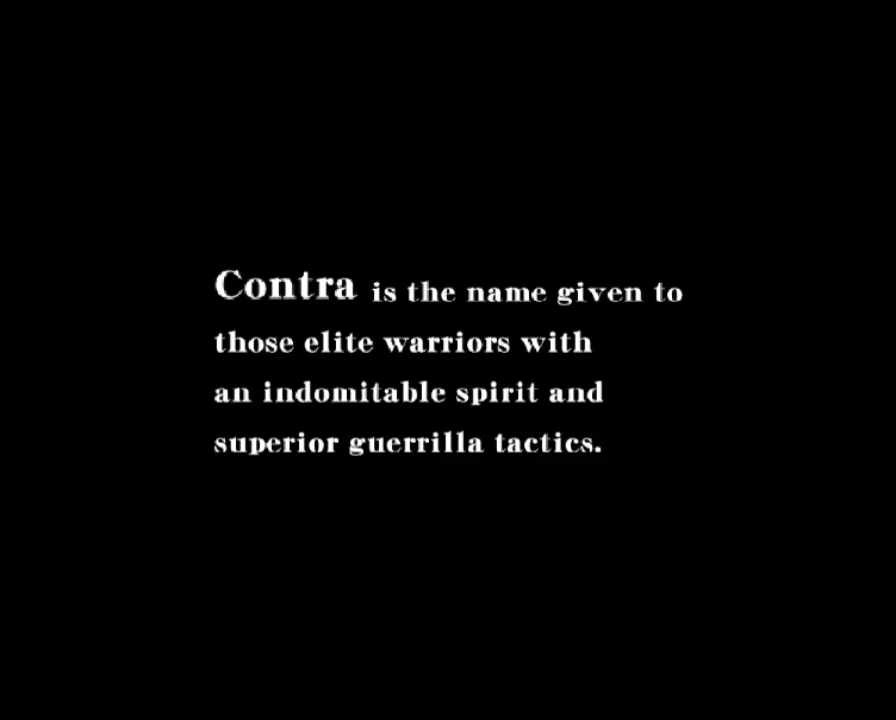 Contra is the name given to
those elite warriors with
an indomitable spirit and
superior guerrilla tactics.